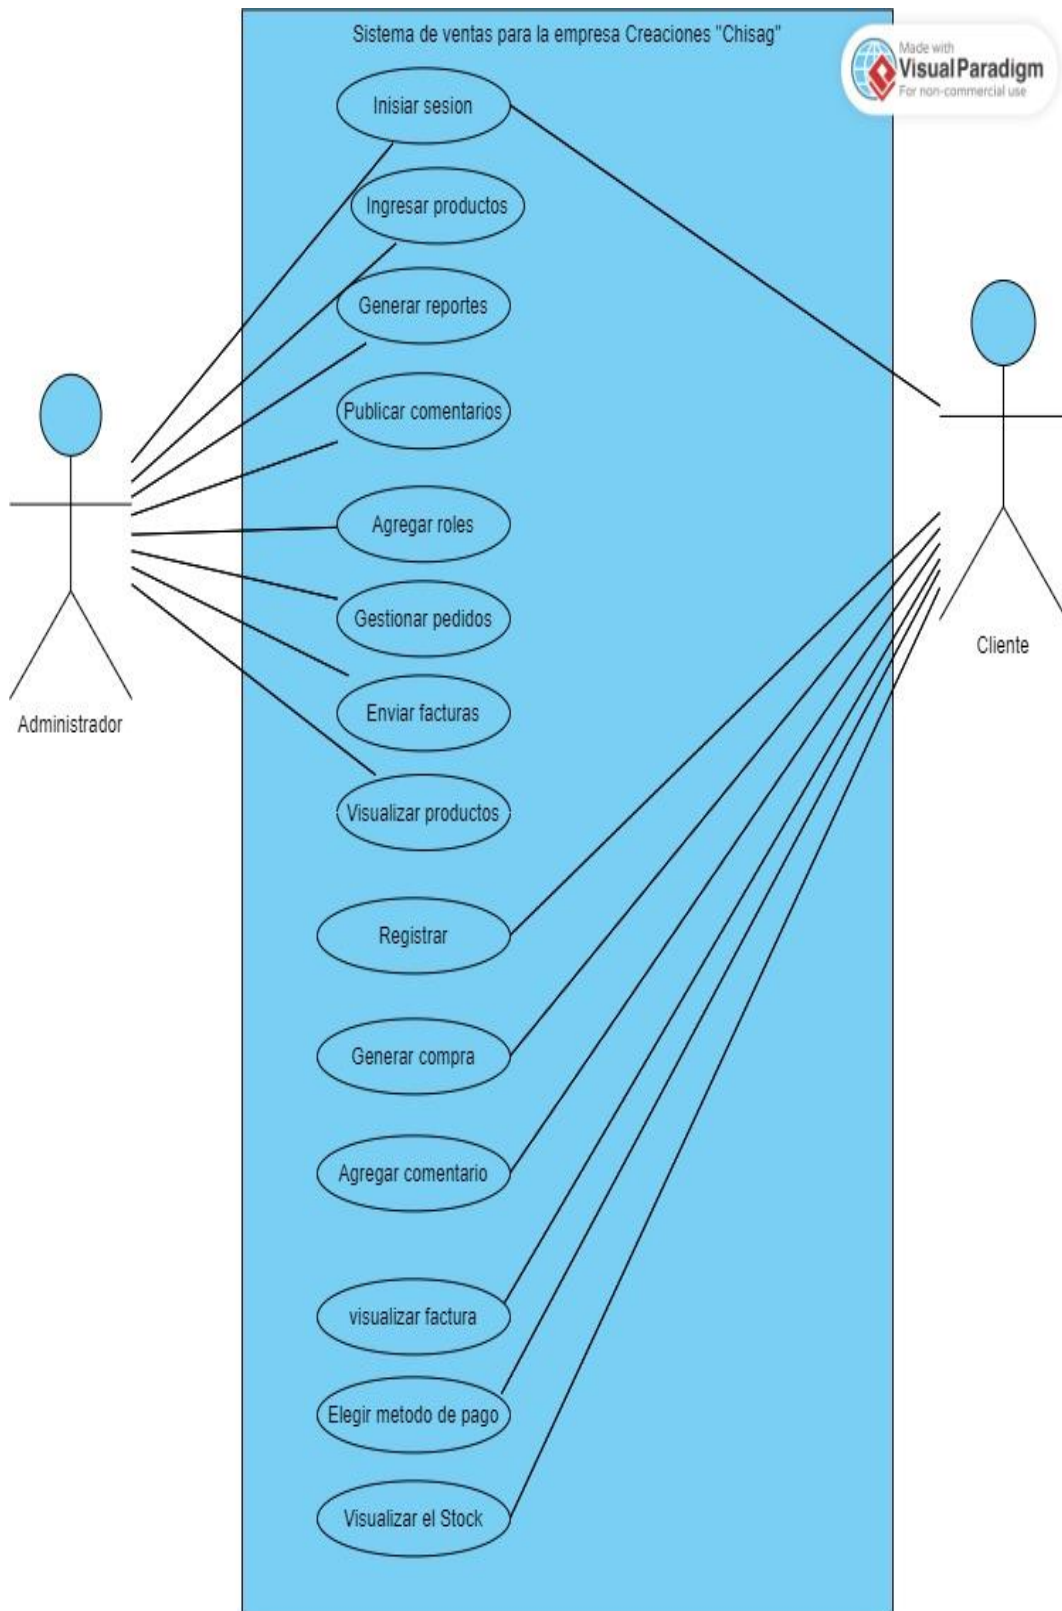 Sistema de ventas para la empresa Creaciones "Chisag"
Made with
Visual Paradigm
For non-commercial use
Inisiar sesion
Ingresar productos
Generar reportes
Publicar comentarios
Agregar roles
Gestionar pedidos
Cliente
Enviar facturas
Administrador
Visualizar productos
Registrar
Generar compra
Agregar comentario
visualizar factura
Elegir metodo de pago
Visualizar el Stock